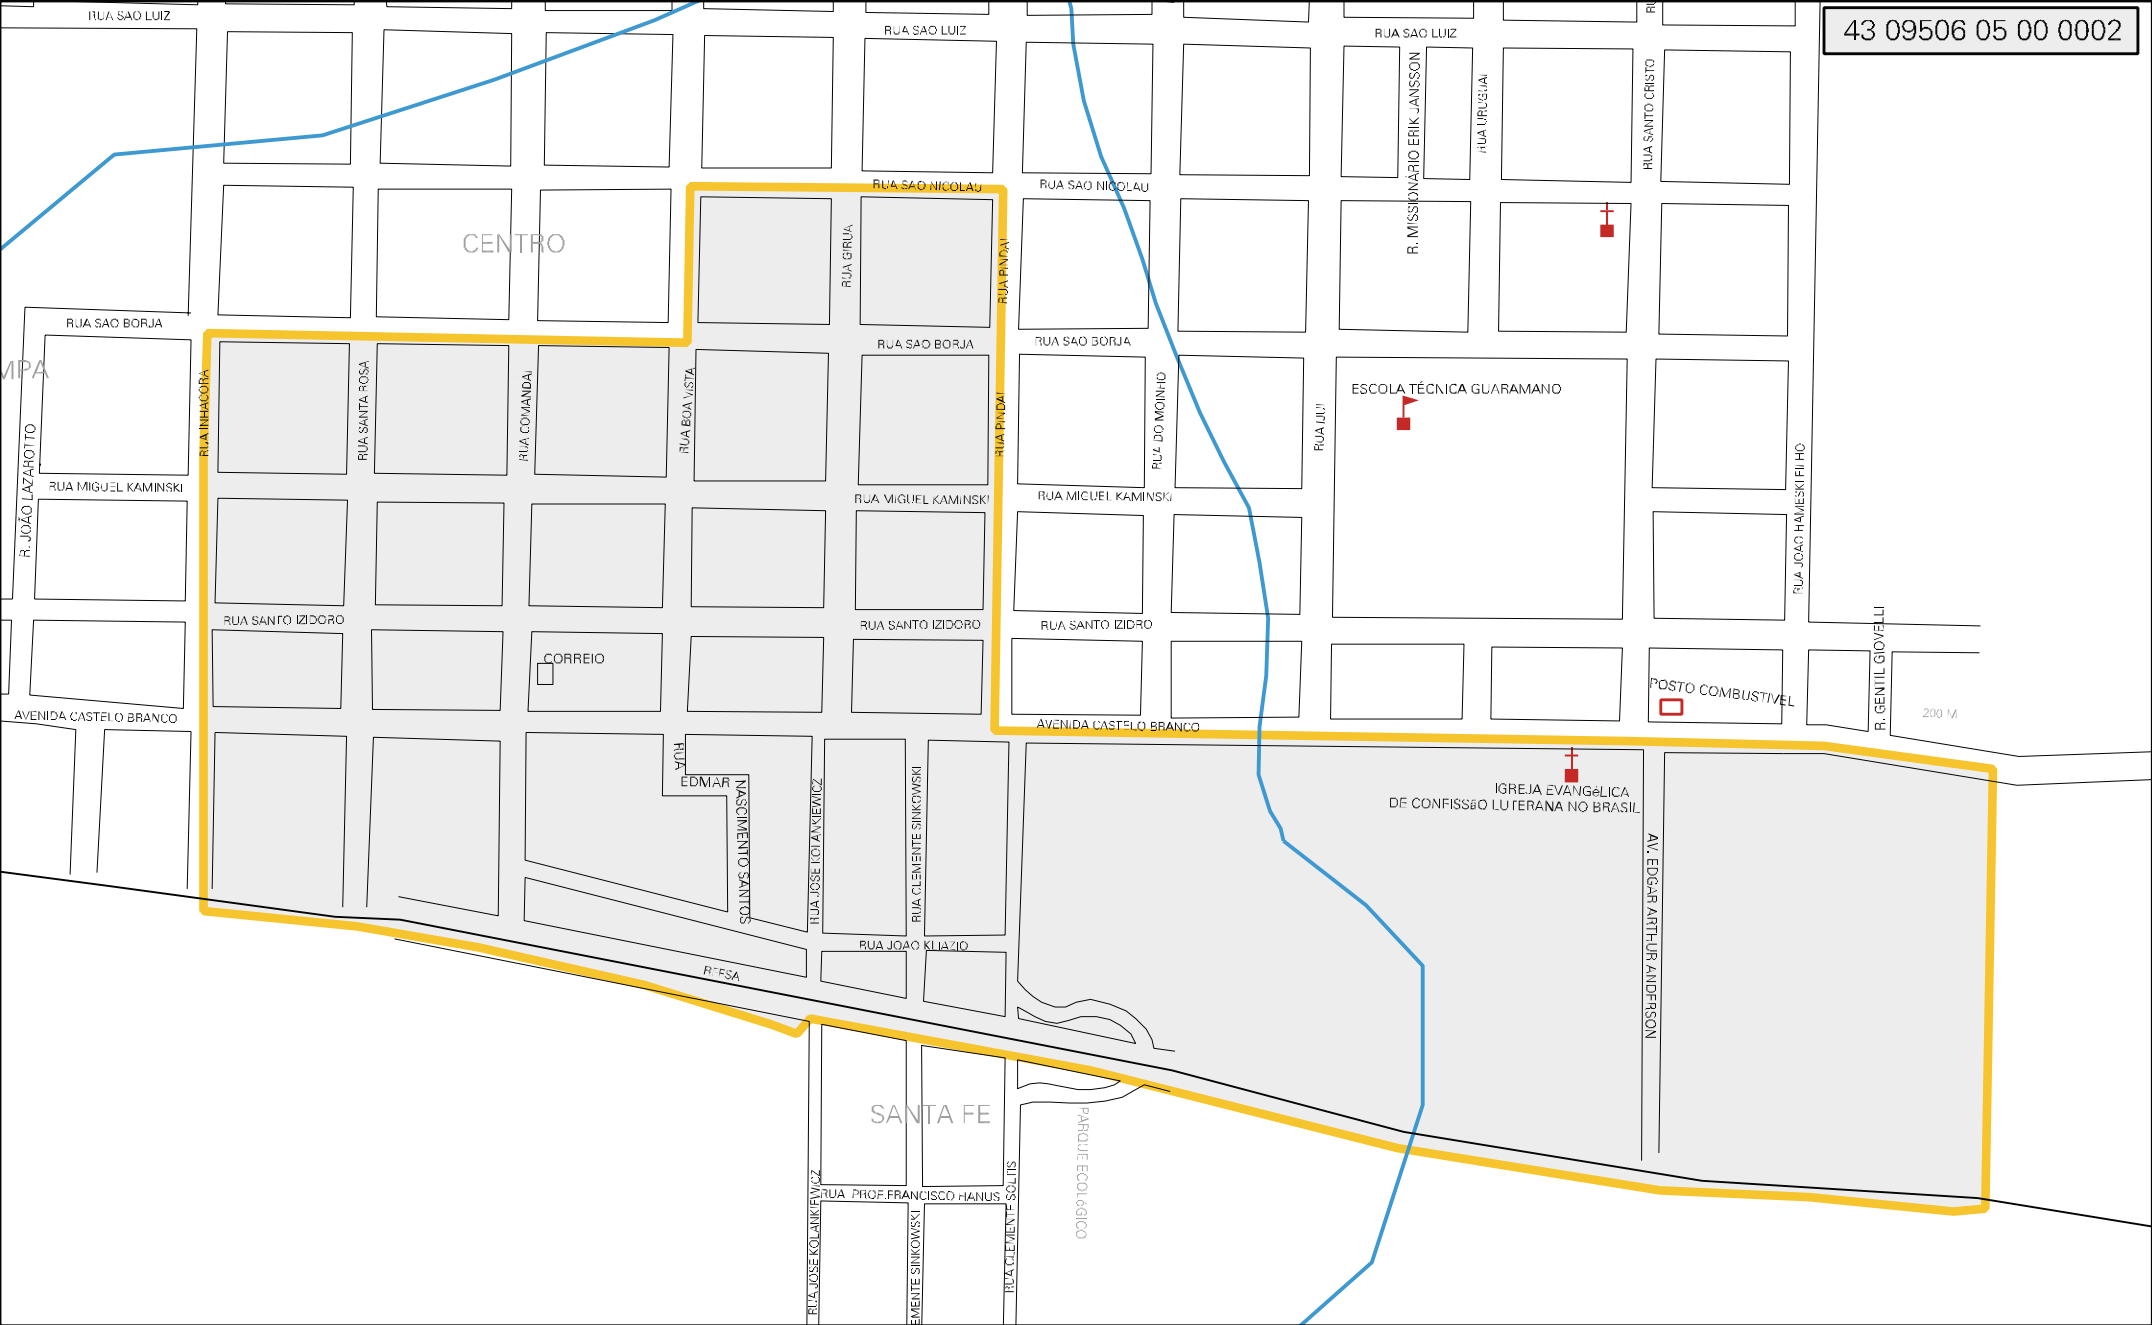 RUA SAO LUIZ
RUA SAO LUIZ
RUA SAO LUIZ
43 09506 05 00 0002
R. MISSIONÁRIO ERIK JANSSON
RUA URUGUAI
RUA SANTO CRISTO
RUA SAO NICOLAU
RUA SAO NICOLAU
CENTRO
RUA GIRUA
RUA PINDAI
RUA SAO BORJA
RUA SAO BORJA
RUA SAO BORJA
MPA
RUA INHACORA
RUA SANTA ROSA
RUA COMANDAI
RUA BOA VISTA
RUA PINDAI
RUA DO MOINHO
RUA IJUI
ESCOLA TÉCNICA GUARAMANO
R. JOÃO LAZAROTTO
RUA MIGUEL KAMINSKI
RUA MIGUEL KAMINSKI
RUA MIGUEL KAMINSKI
RUA JOAO HAMESKI FILHO
RUA SANTO IZIDORO
RUA SANTO IZIDORO
RUA SANTO IZIDRO
R. GENTIL GIOVELLI
CORREIO
POSTO COMBUSTIVEL
200 M
AVENIDA CASTELO BRANCO
AVENIDA CASTELO BRANCO
RUA
EDMAR
NASCIMENTO SANTOS
RUA JOSE KOLANKIEWICZ
RUA CLEMENTE SINKOWSKI
IGREJA EVANGéLICA
DE CONFISSãO LUTERANA NO BRASIL
AV. EDGAR ARTHUR ANDERSON
RUA JOAO KLIAZIO
RFFSA
SANTA FE
PARQUE ECOLóGICO
RUA PROF.FRANCISCO HANUS
RUA JOSE KOLANKIEWICZ
EMENTE SINKOWSKI
RUA CLEMENTE SOLTIS